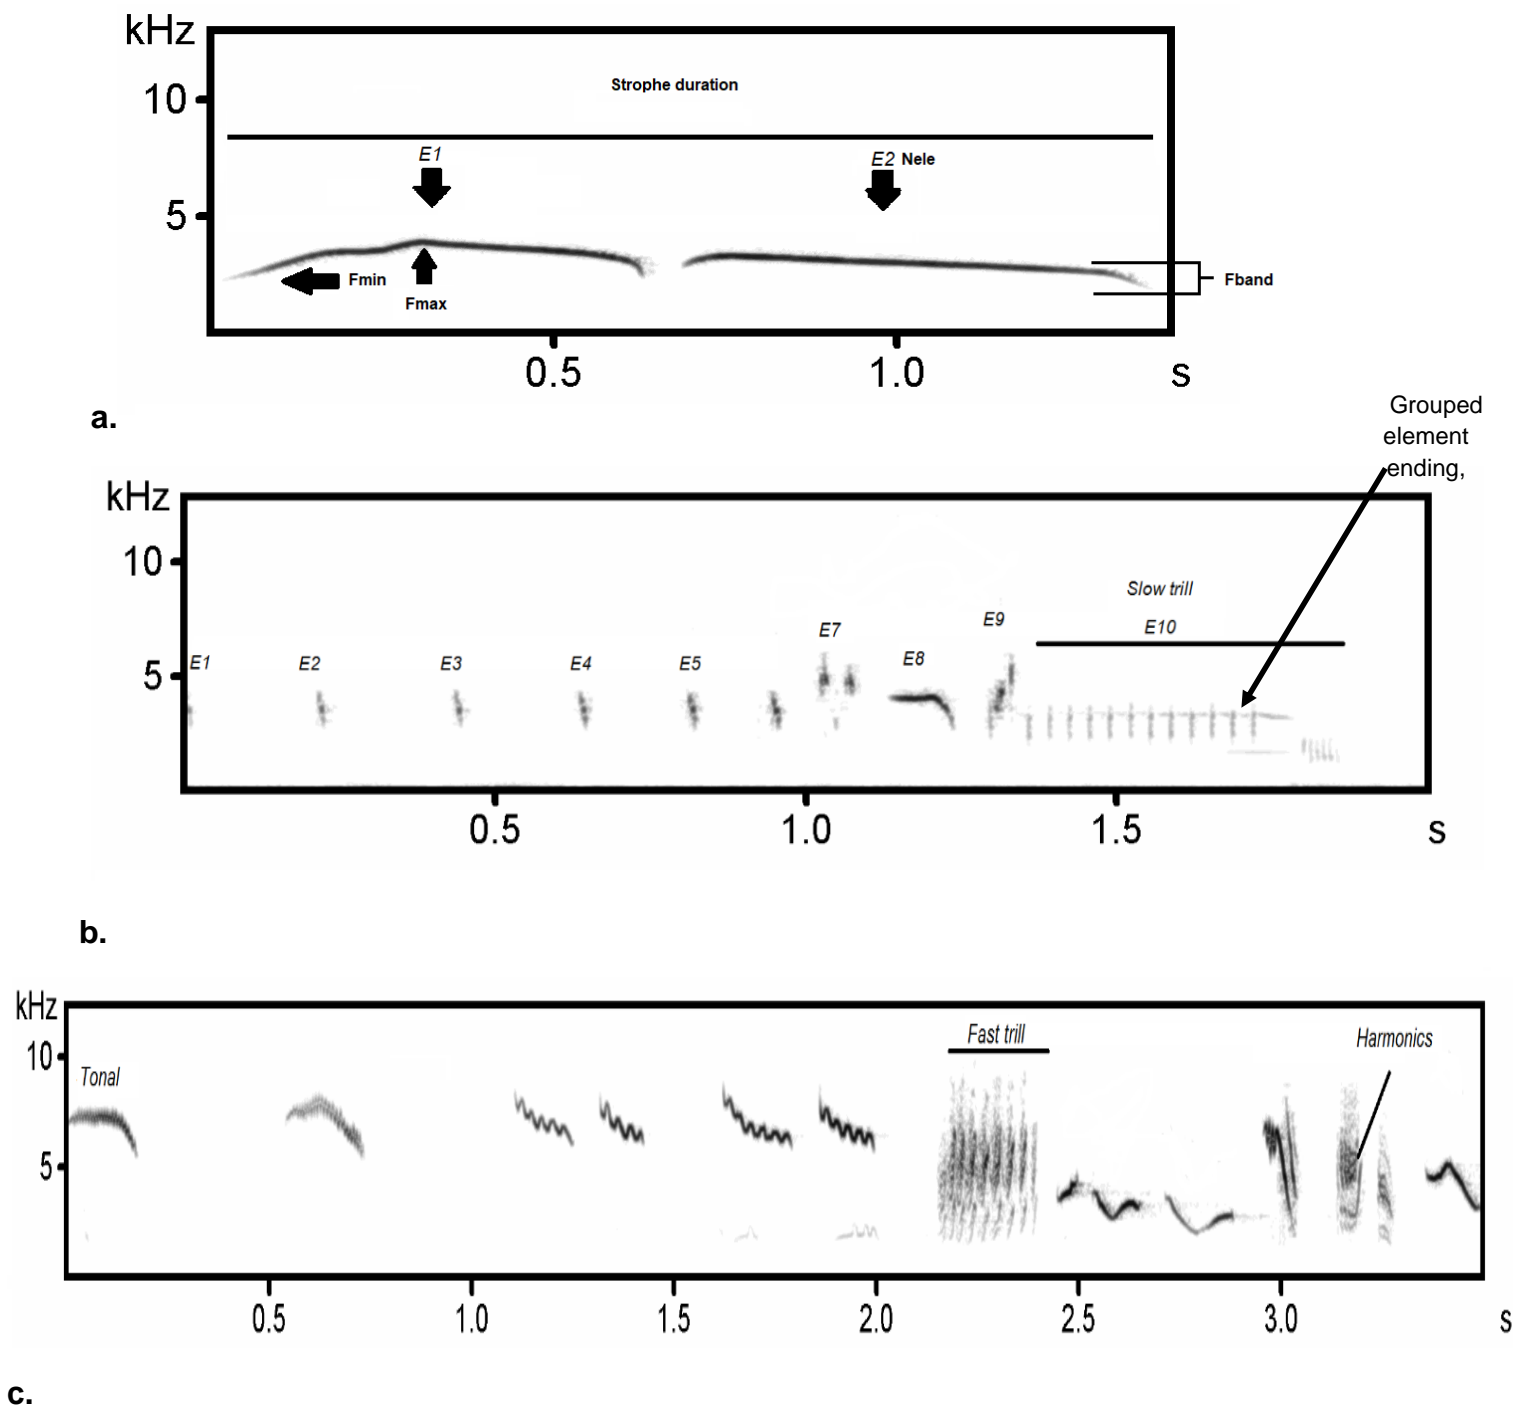 kHz
10
Strophe duration
E1
E2 Nele
5
Fmin
Fmax
Fband
0.5
1.0
s
a.
Grouped
element
ending,
kHz
10
Slow trill
E7
E9
E10
E1
E2
E3
E4
E5
E8
5
0.5
1.0
1.5
s
b.
kHz
10
Tonal
Fast trill
Harmonics
5
0.5
1.0
1.5
2.0
2.5
3.0
s
c.